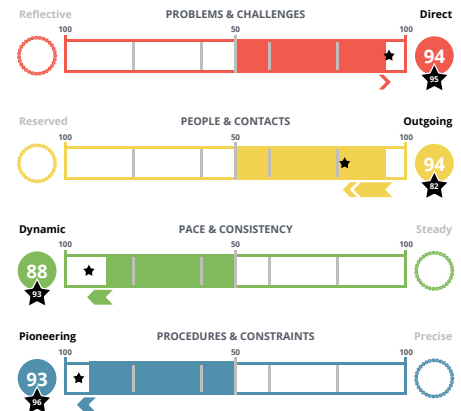 Reflective PROBLEMS & CHALLENGES Direct
100 50 100
94
95
Reserved PEOPLE & CONTACTS Outgoing
100 50 100
94
82
Dynamic PACE & CONSISTENCY Steady
100 50 100
88
93
Pioneering PROCEDURES & CONSTRAINTS Precise
100 50 100
93
96